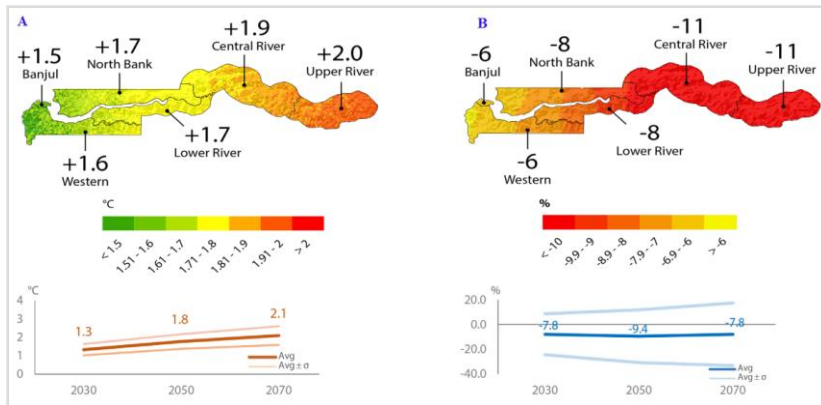 A
+1.5
Banjul
+1.7
North Bank
+1.9
Central River
+2.0
Upper River
+1.6
Western
+1.7
Lower River
°C
< 1.5
1.51 - 1.6
1.61 - 1.7
1.71 - 1.8
1.81 - 1.9
1.91 - 2
> 2
°C
4
3
2
1
0
1.3
1.8
2.1
Avg
Avg ± σ
2030
2050
2070
B
-6
Banjul
-8
North Bank
-11
Central River
-11
Upper River
-6
Western
-8
Lower River
%
< -10
-9.9 - -9
-8.9 - -8
-7.9 - -7
-6.9 - -6
> -6
%
20.0
0.0
-20.0
-40.0
-7.8
-9.4
-7.8
Avg
Avg ± σ
2030
2050
2070